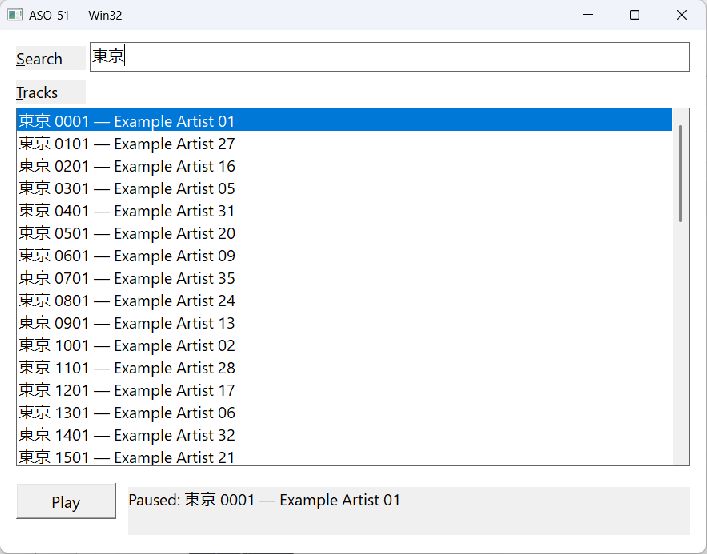 ASO-51 Win32
Search 東京
Tracks
東京 0001 — Example Artist 01
東京 0101 — Example Artist 27
東京 0201 — Example Artist 16
東京 0301 — Example Artist 05
東京 0401 — Example Artist 31
東京 0501 — Example Artist 20
東京 0601 — Example Artist 09
東京 0701 — Example Artist 35
東京 0801 — Example Artist 24
東京 0901 — Example Artist 13
東京 1001 — Example Artist 02
東京 1101 — Example Artist 28
東京 1201 — Example Artist 17
東京 1301 — Example Artist 06
東京 1401 — Example Artist 32
東京 1501 — Example Artist 21
Play
Paused: 東京 0001 — Example Artist 01